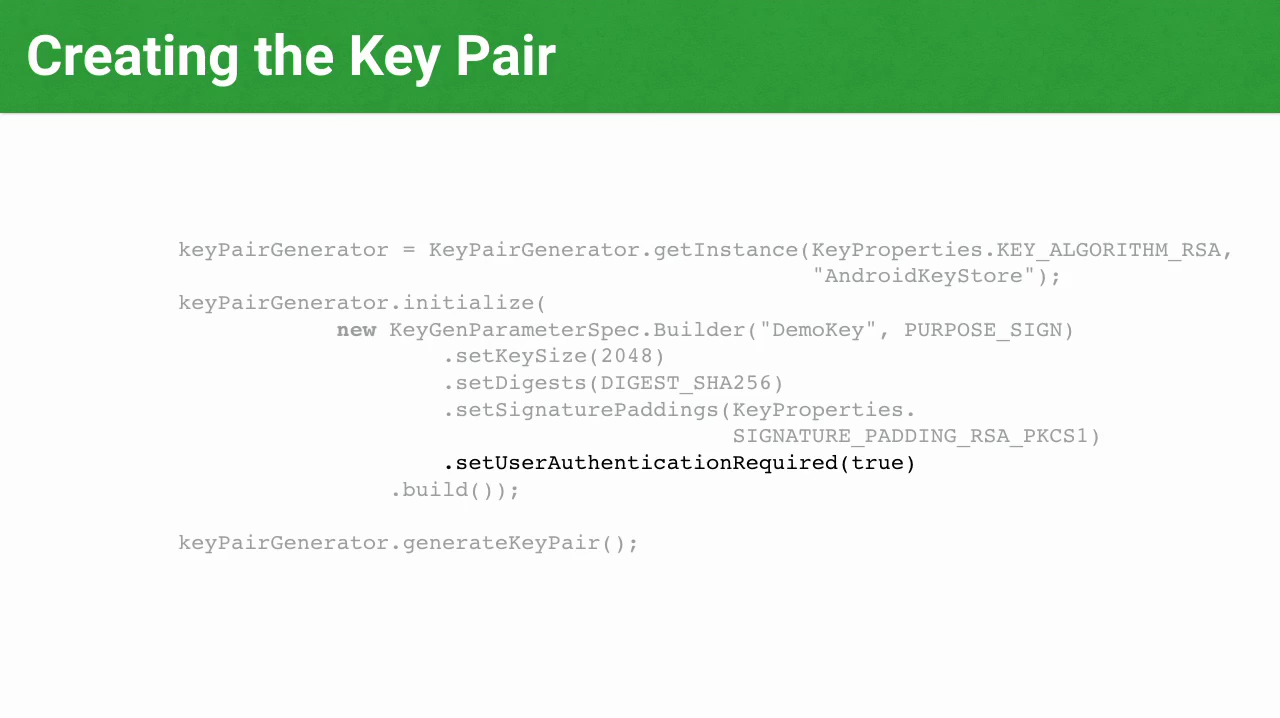 Creating the Key Pair
keyPairGenerator = KeyPairGenerator.getInstance(KeyProperties.KEY_ALGORITHM_RSA,
"AndroidKeyStore");
keyPairGenerator.initialize(
new KeyGenParameterSpec.Builder("DemoKey", PURPOSE_SIGN)
.setKeySize(2048)
.setDigests(DIGEST_SHA256)
.setSignaturePaddings(KeyProperties.
SIGNATURE_PADDING_RSA_PKCS1)
.setUserAuthenticationRequired(true)
.build());
keyPairGenerator.generateKeyPair();